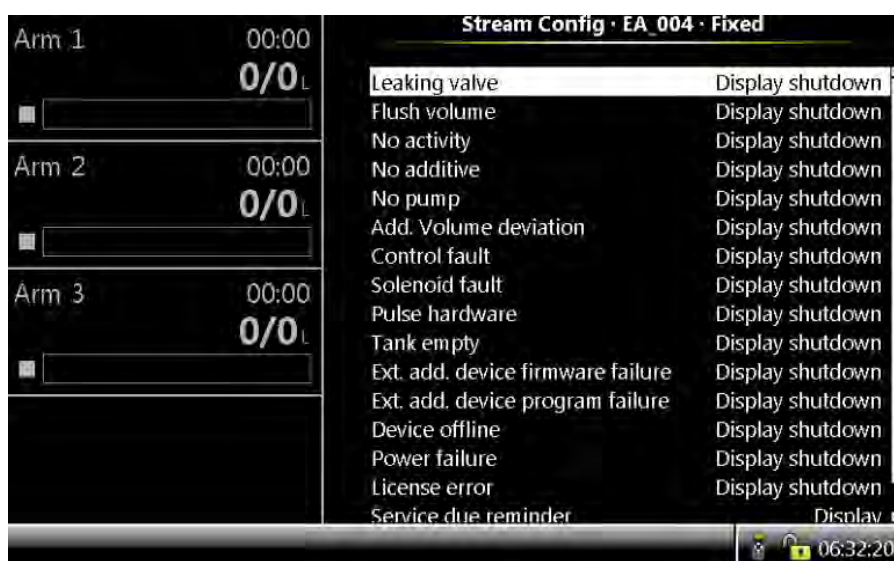 Arm 1 00:00
0/0 L
Arm 2 00:00
0/0 L
Arm 3 00:00
0/0 L
Stream Config · EA_004 · Fixed
Leaking valve Display shutdown
Flush volume Display shutdown
No activity Display shutdown
No additive Display shutdown
No pump Display shutdown
Add. Volume deviation Display shutdown
Control fault Display shutdown
Solenoid fault Display shutdown
Pulse hardware Display shutdown
Tank empty Display shutdown
Ext. add. device firmware failure Display shutdown
Ext. add. device program failure Display shutdown
Device offline Display shutdown
Power failure Display shutdown
License error Display shutdown
Service due reminder Display
06:32:20